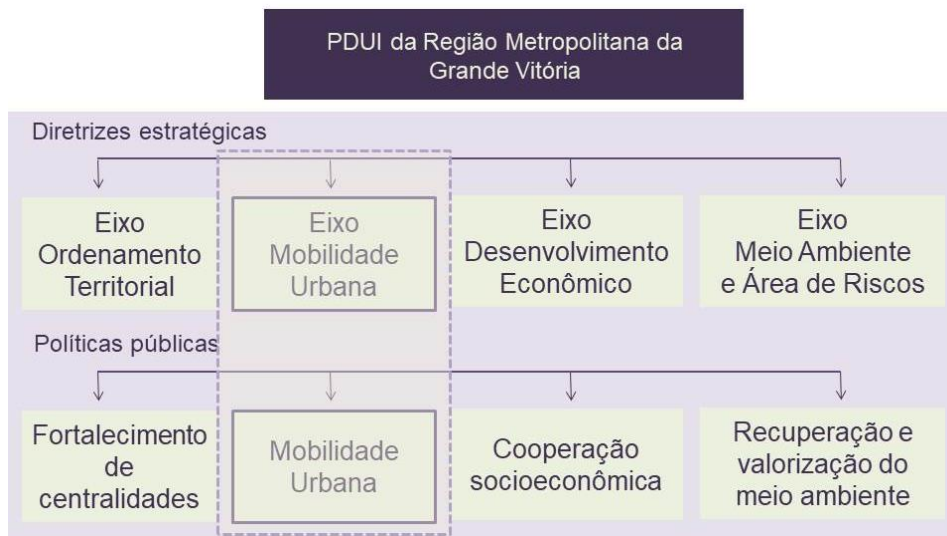 PDUI da Região Metropolitana da
Grande Vitória
Diretrizes estratégicas
Eixo
Ordenamento
Territorial
Eixo
Mobilidade
Urbana
Eixo
Desenvolvimento
Econômico
Eixo
Meio Ambiente
e Área de Riscos
Políticas públicas
Fortalecimento
de
centralidades
Mobilidade
Urbana
Cooperação
socioeconômica
Recuperação e
valorização do
meio ambiente